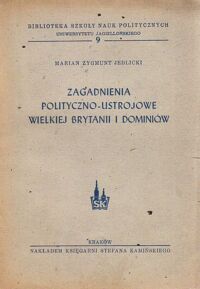 BIBLIOTEKA SZKOŁY NAUK POLITYCZNYCH
UNIWERSYTETU JAGIELLOŃSKIEGO
9
MARIAN ZYGMUNT JEDLICKI
ZAGADNIENIA
POLITYCZNO-USTROJOWE
WIELKIEJ BRYTANII I DOMINIÓW
SK
KRAKÓW
NAKŁADEM KSIĘGARNI STEFANA KAMIŃSKIEGO